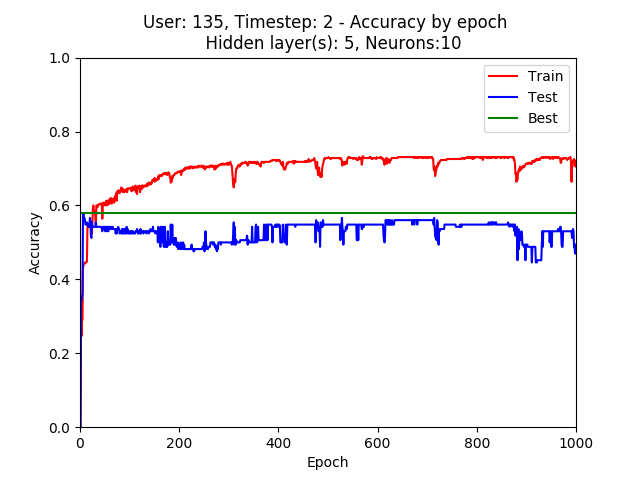 User: 135, Timestep: 2 - Accuracy by epoch
Hidden layer(s): 5, Neurons:10
1.0
Train
Test
Best
0.8
0.6
Accuracy
0.4
0.2
0.0
0 200 400 600 800 1000
Epoch